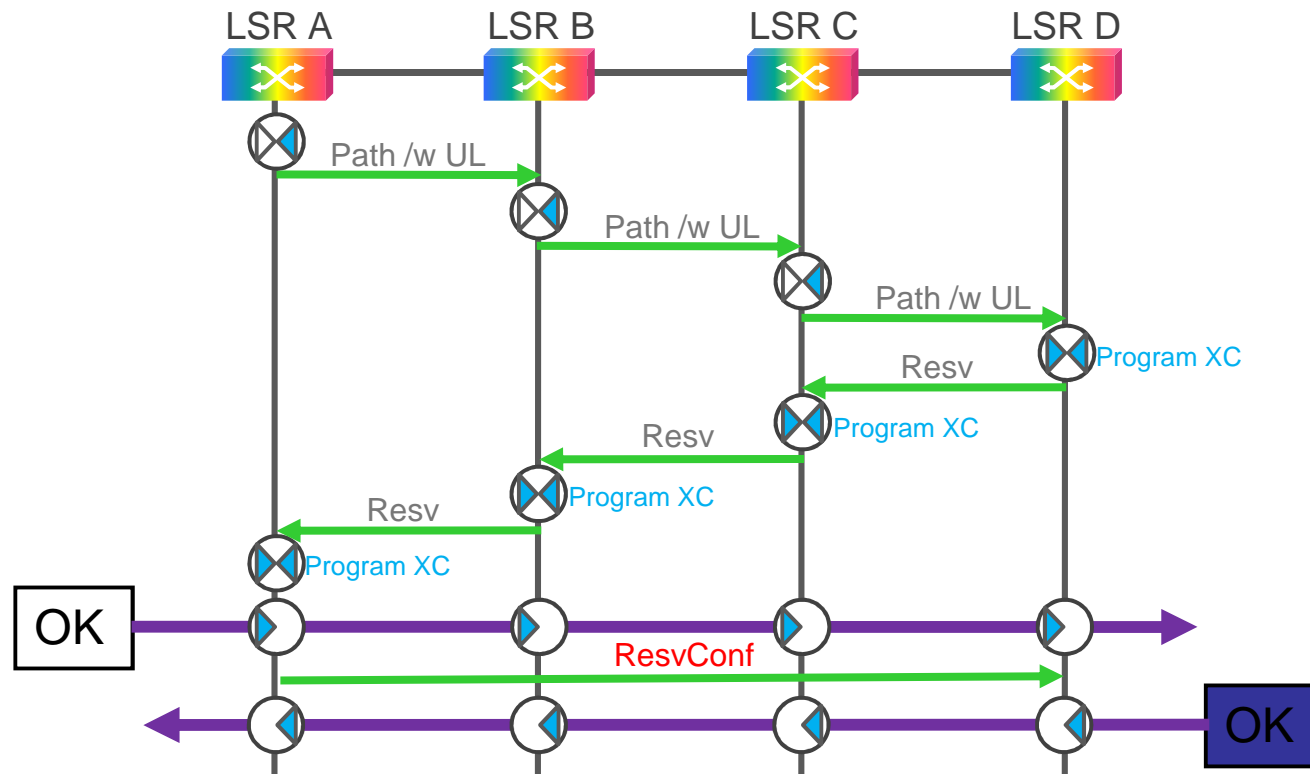 LSR A
LSR B
LSR C
LSR D
Path /w UL
Path /w UL
Path /w UL
Program XC
Resv
Program XC
Resv
Program XC
Resv
Program XC
OK
ResvConf
OK